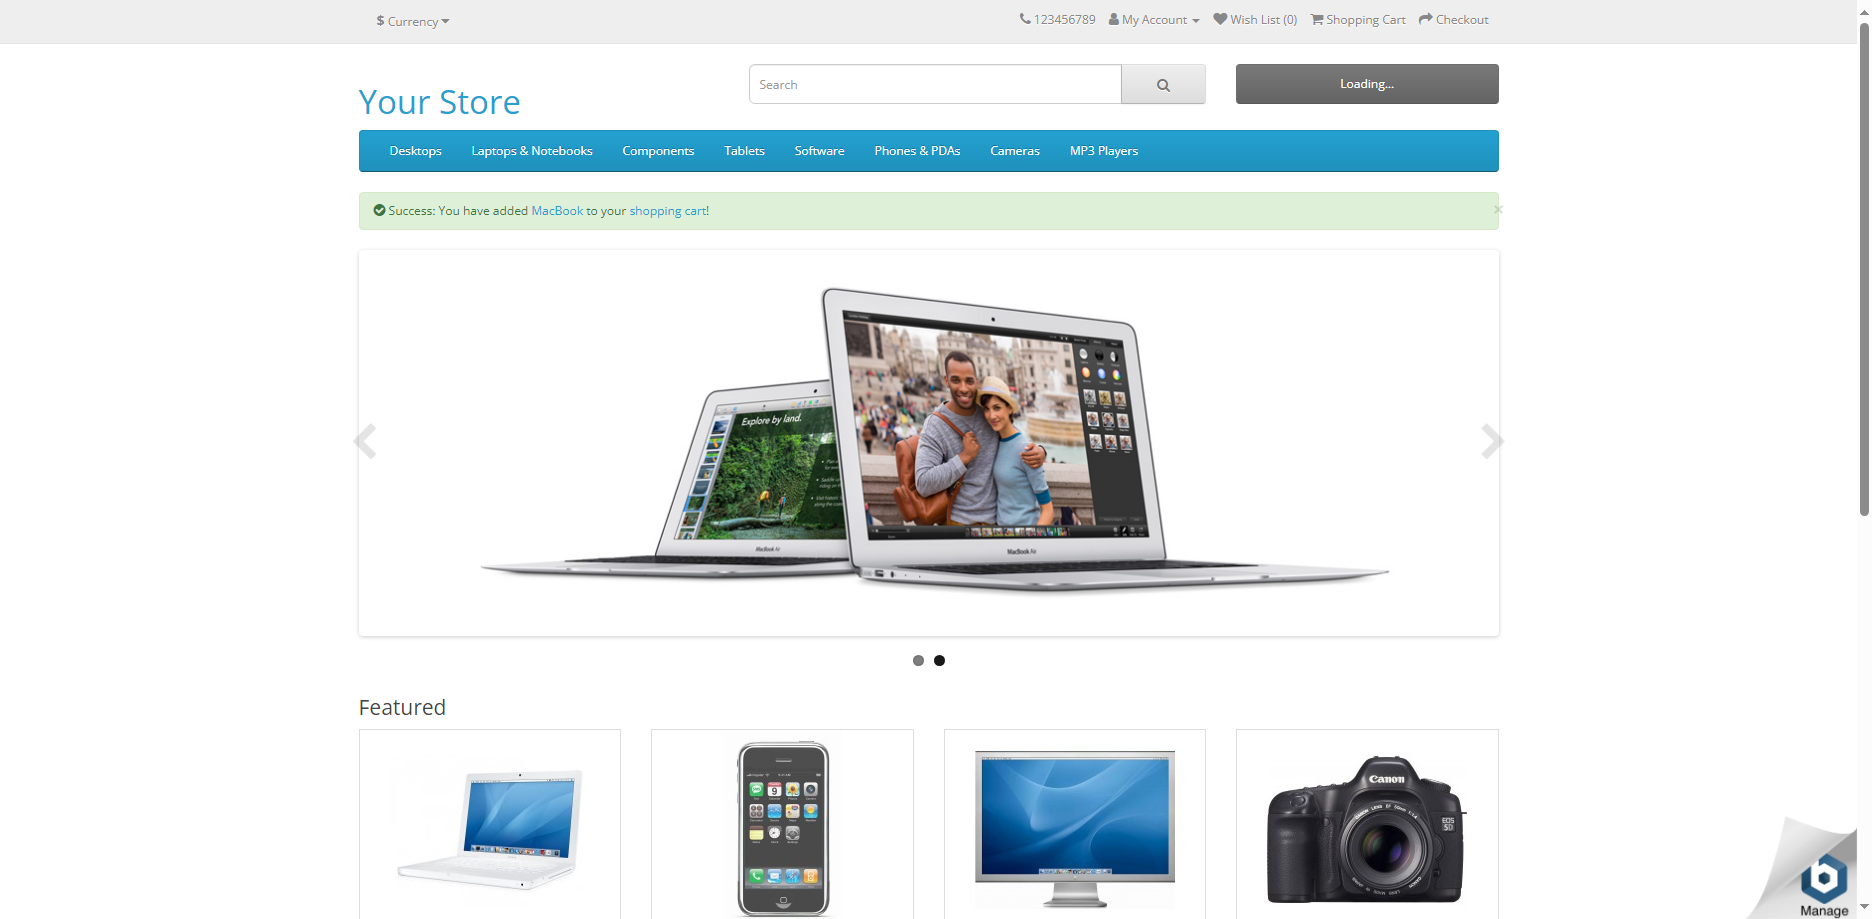 $ Currency
123456789 My Account Wish List (0) Shopping Cart Checkout
Your Store
Search
Loading...
Desktops Laptops & Notebooks Components Tablets Software Phones & PDAs Cameras MP3 Players
Success: You have added MacBook to your shopping cart!
×
Explore by land.
MacBook Air
MacBook Air
Featured
Canon
EOS
5D
Manage